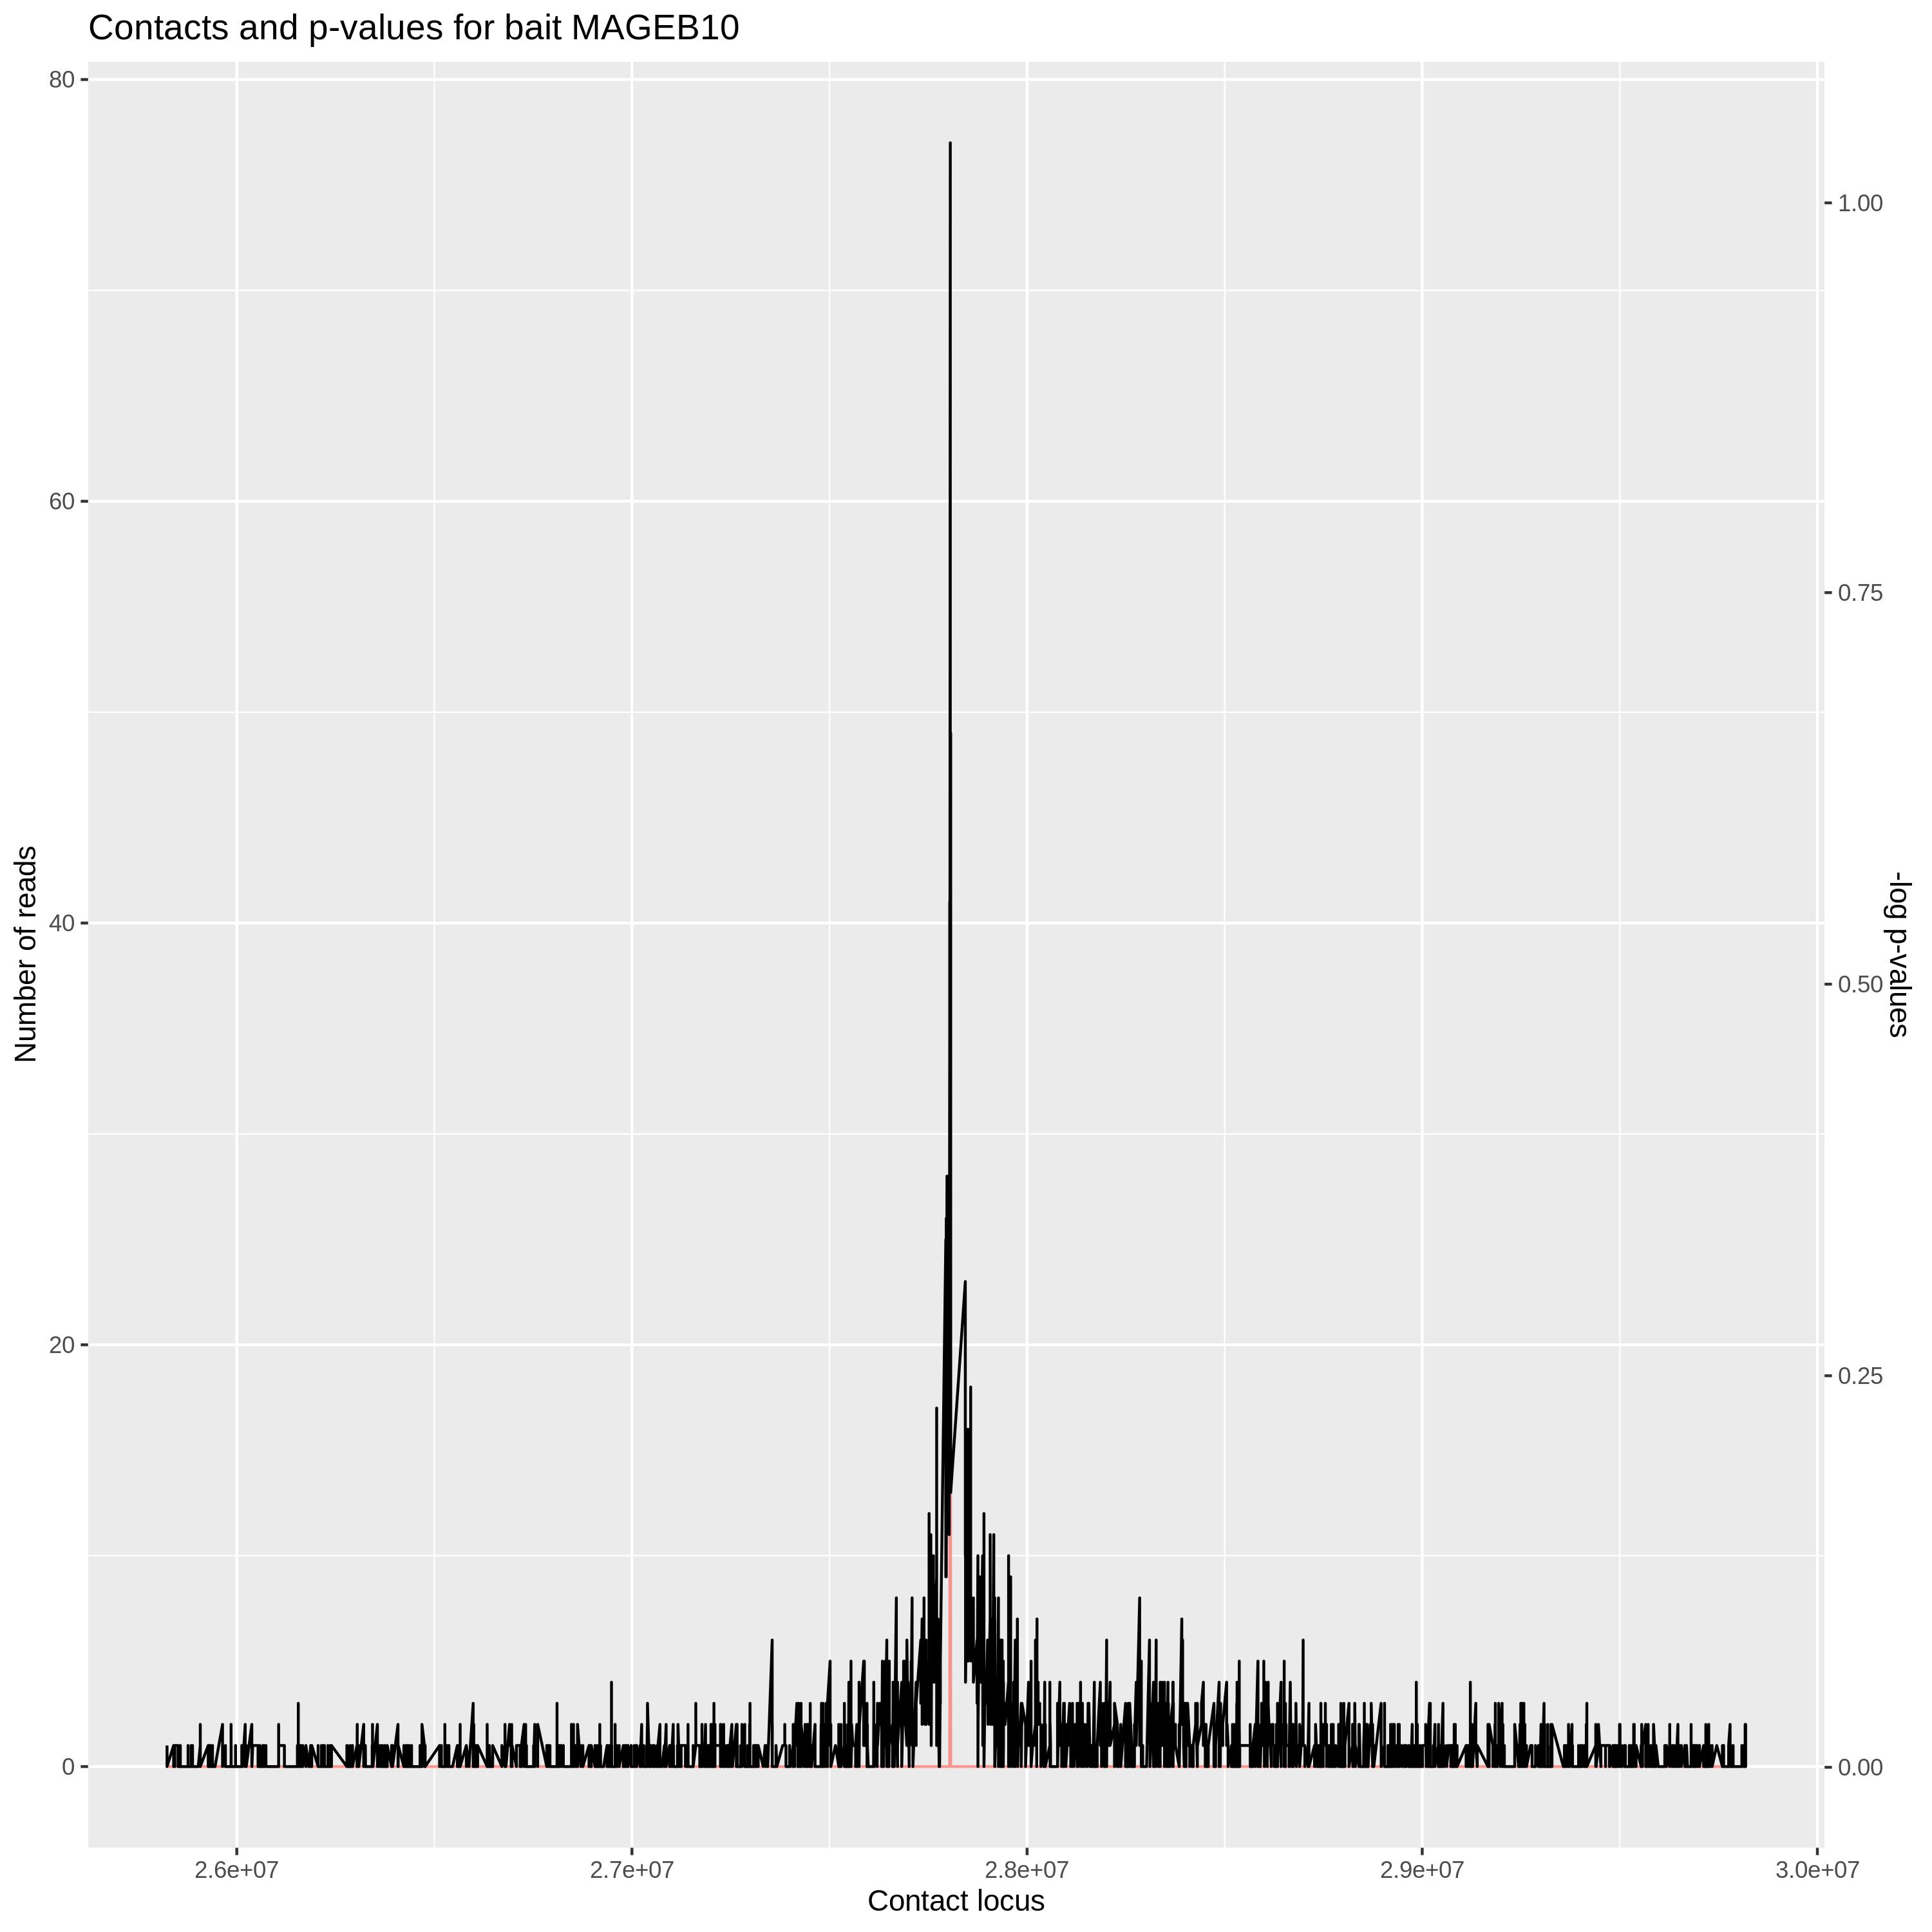 Contacts and p-values for bait MAGEB10
80
60
40
20
0
Number of reads
1.00
0.75
0.50
0.25
0.00
-log p-values
2.6e+07 2.7e+07 2.8e+07 2.9e+07 3.0e+07
Contact locus